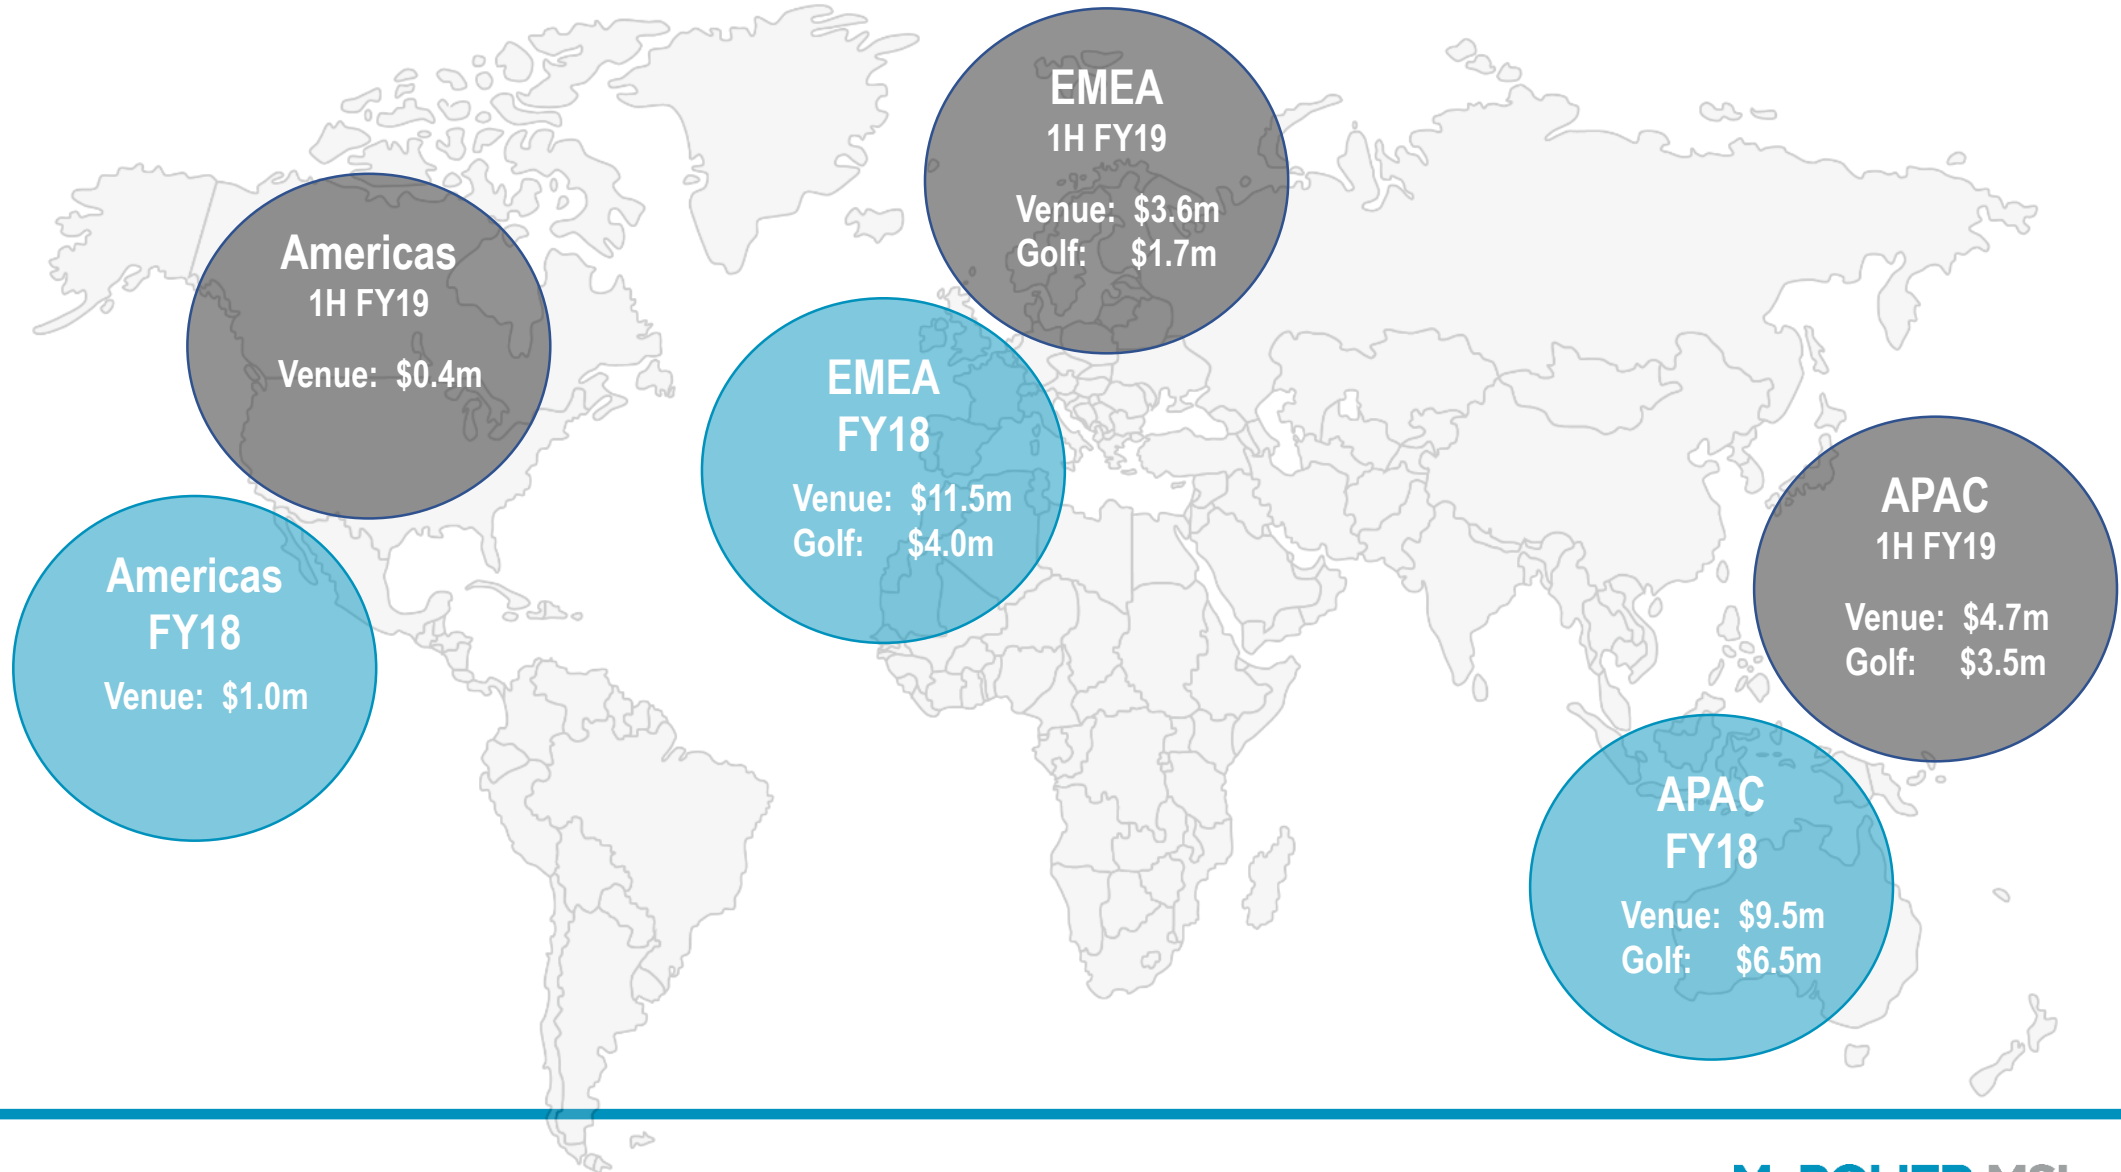 EMEA
1H FY19
Venue: $3.6m
Golf: $1.7m
Americas
1H FY19
Venue: $0.4m
EMEA
FY18
Venue: $11.5m
Golf: $4.0m
APAC
1H FY19
Venue: $4.7m
Golf: $3.5m
Americas
FY18
Venue: $1.0m
APAC
FY18
Venue: $9.5m
Golf: $6.5m